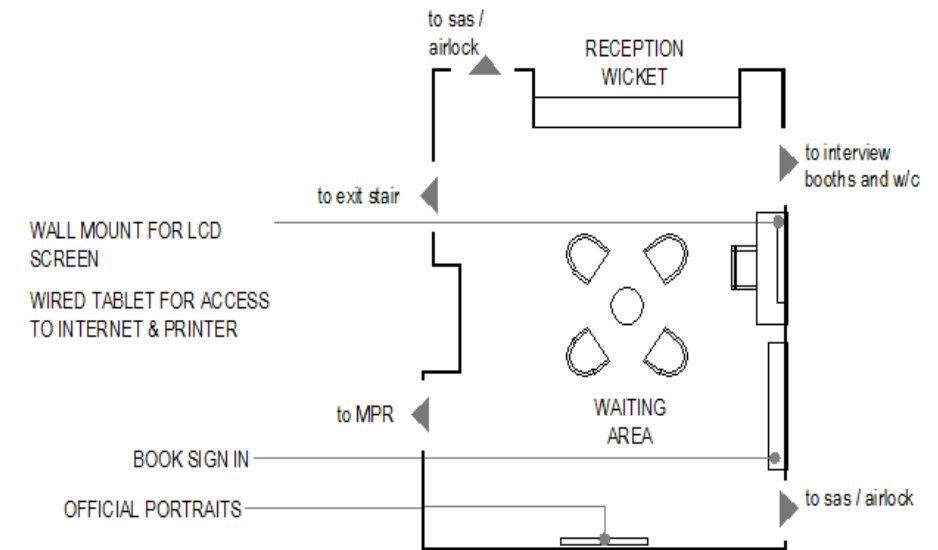 to sas /
airlock
RECEPTION
WICKET
to interview
booths and w/c
to exit stair
WALL MOUNT FOR LCD
SCREEN
WIRED TABLET FOR ACCESS
TO INTERNET & PRINTER
to MPR
WAITING
AREA
BOOK SIGN IN
to sas / airlock
OFFICIAL PORTRAITS